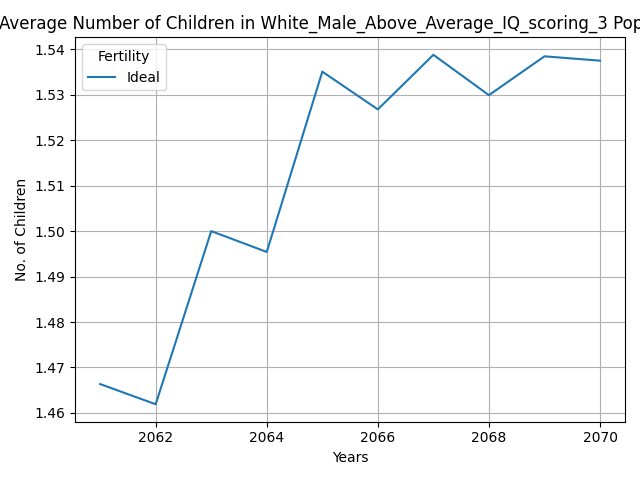 Average Number of Children in White_Male_Above_Average_IQ_scoring_3 Pop
Fertility
Ideal
1.54
1.53
1.52
1.51
1.50
1.49
1.48
1.47
1.46
No. of Children
2062 2064 2066 2068 2070
Years